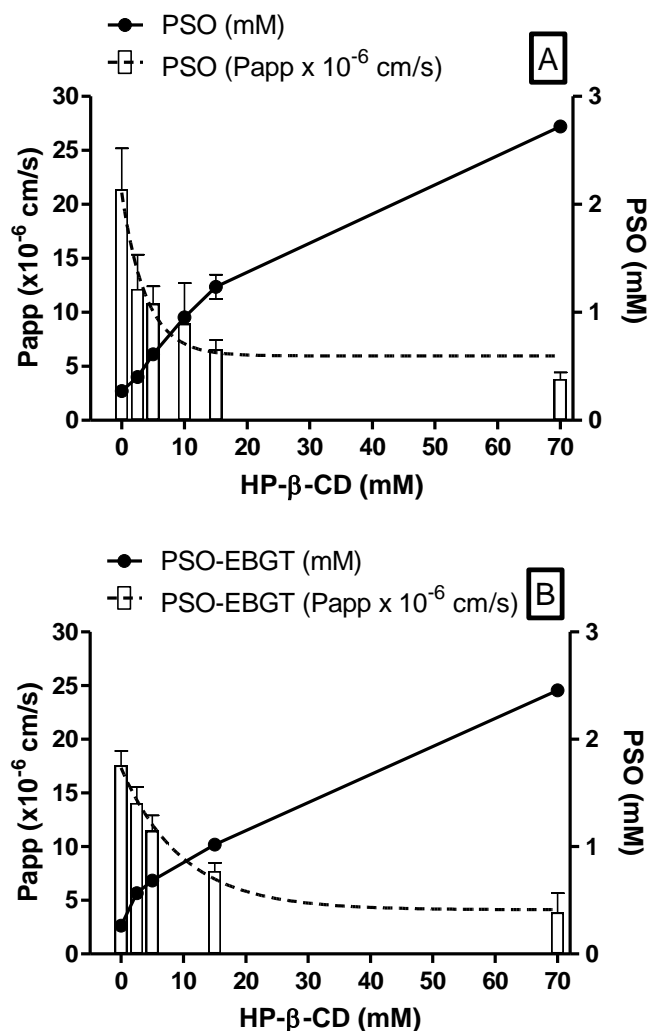 PSO (mM)
PSO (Papp x 10-6 cm/s)
A
30
25
20
15
10
5
0
Papp (x10-6 cm/s)
3
2
1
0
PSO
(mM)
0 10 20 30 40 50 60 70
HP-β-CD (mM)
PSO-EBGT (mM)
PSO-EBGT (Papp x 10-6 cm/s)
B
30
25
20
15
10
5
0
Papp (x10-6 cm/s)
3
2
1
0
PSO
(mM)
0 10 20 30 40 50 60 70
HP-β-CD (mM)